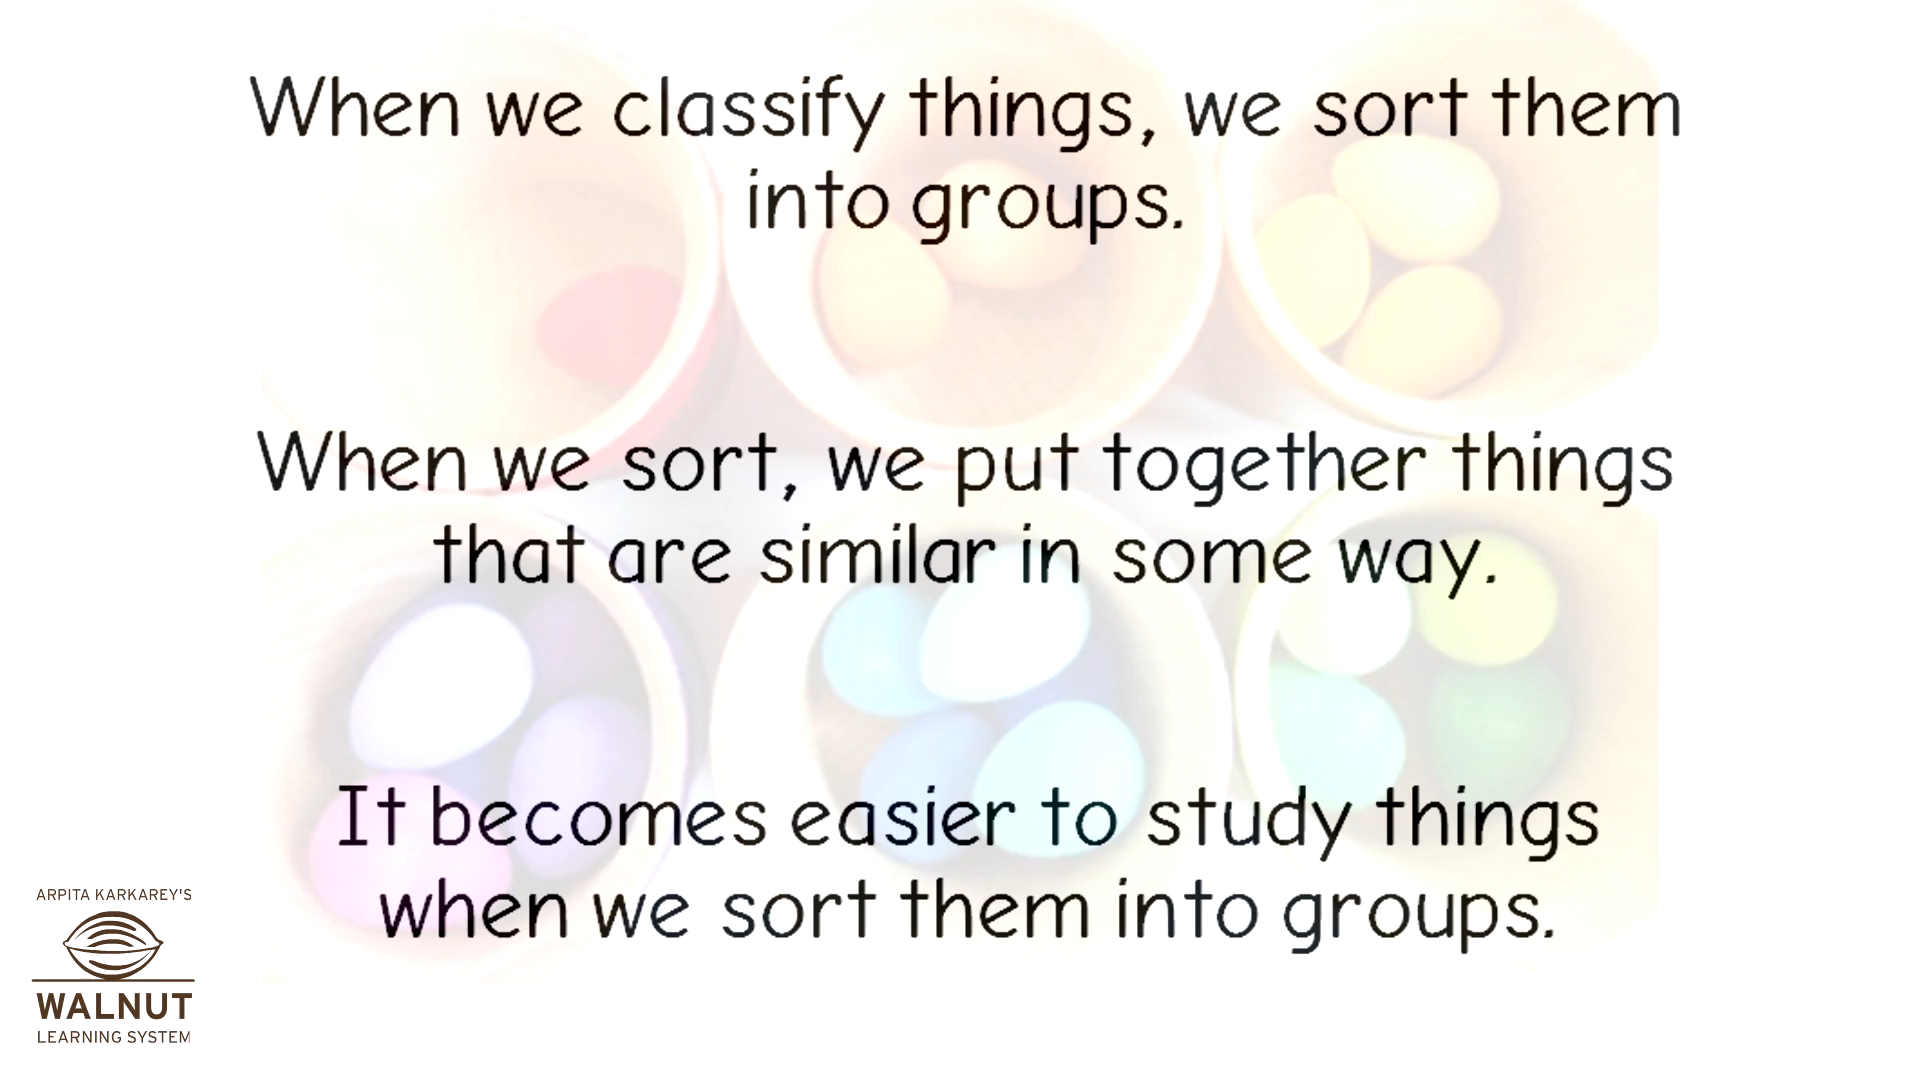 When we classify things, we sort them
into groups.
When we sort, we put together things
that are similar in some way.
It becomes easier to study things
when we sort them into groups.
ARPITA KARKAREY'S
WALNUT
LEARNING SYSTEM